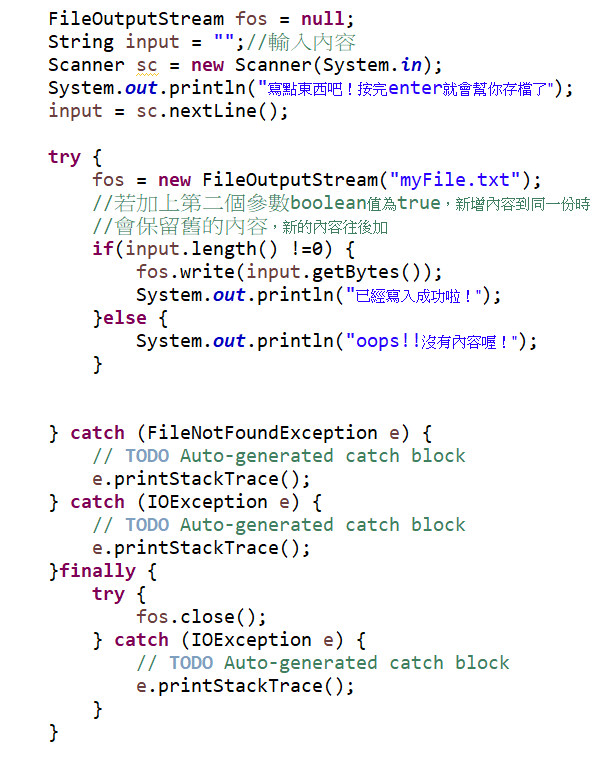 FileOutputStream fos = null;
String input = "";//輸入內容
Scanner sc = new Scanner(System.in);
System.out.println("寫點東西吧！按完enter就會幫你存檔了");
input = sc.nextLine();
try {
fos = new FileOutputStream("myFile.txt");
//若加上第二個參數boolean值為true，新增內容到同一份時
//會保留舊的內容，新的內容往後加
if(input.length() !=0) {
fos.write(input.getBytes());
System.out.println("已經寫入成功啦！");
}else {
System.out.println("oops!!沒有內容喔！");
}
} catch (FileNotFoundException e) {
// TODO Auto-generated catch block
e.printStackTrace();
} catch (IOException e) {
// TODO Auto-generated catch block
e.printStackTrace();
}finally {
try {
fos.close();
} catch (IOException e) {
// TODO Auto-generated catch block
e.printStackTrace();
}
}